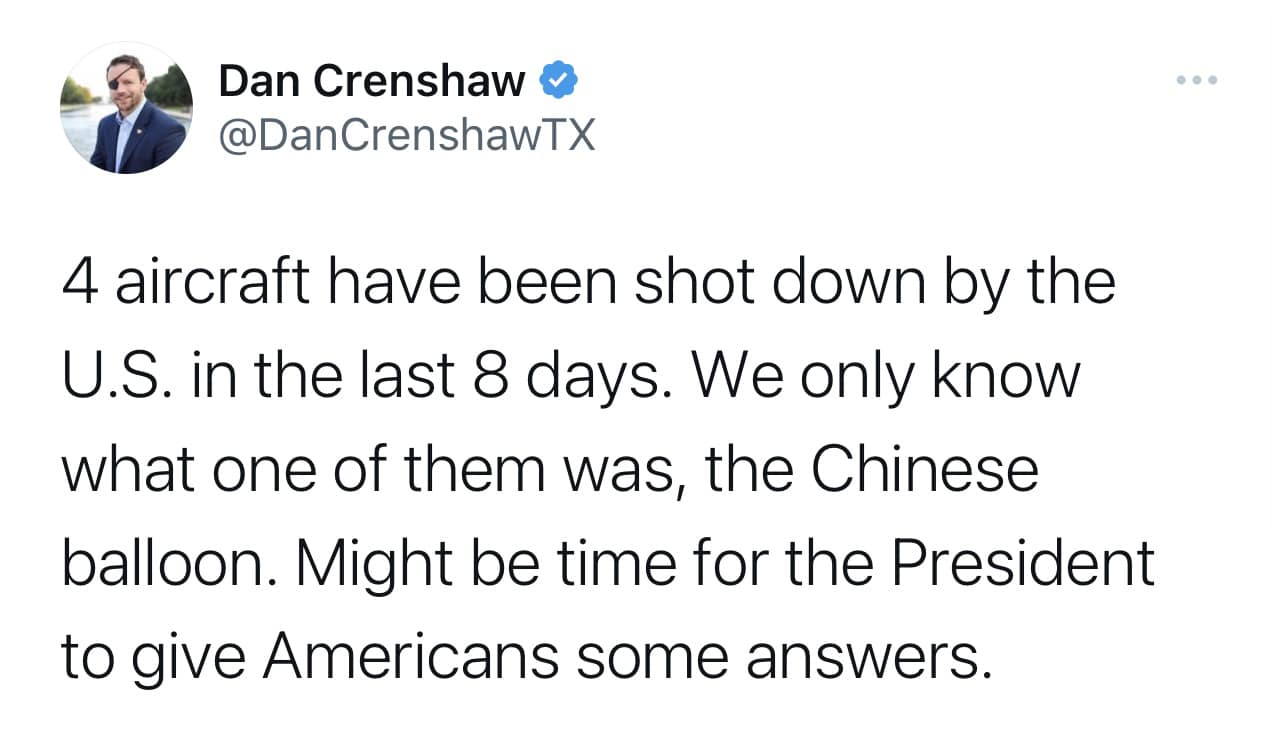 Dan Crenshaw
@DanCrenshawTX
4 aircraft have been shot down by the
U.S. in the last 8 days. We only know
what one of them was, the Chinese
balloon. Might be time for the President
to give Americans some answers.